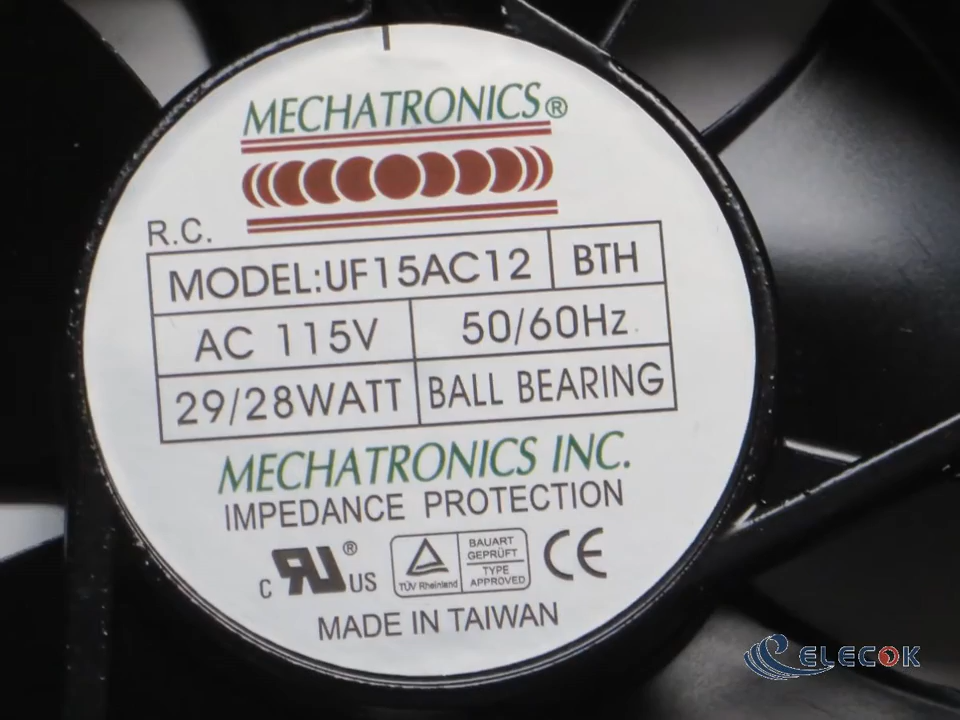 MECHATRONICS®
R.C.
MODEL:UF15AC12 BTH
AC 115V 50/60Hz
29/28WATT BALL BEARING
MECHATRONICS INC.
IMPEDANCE PROTECTION
c RU® US
TÜV Rheinland
BAUART
GEPRÜFT
TYPE
APPROVED
CE
MADE IN TAIWAN
ELECOK